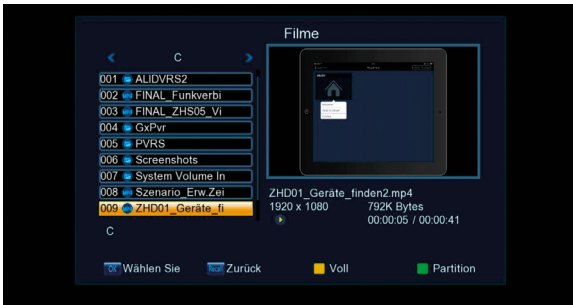 Filme
C
001 ALIDVRS2
002 FINAL_Funkverbi
003 FINAL_ZHS05_Vi
004 GxPvr
005 PVRS
006 Screenshots
007 System Volume In
008 Szenario_Erw.Zei
009 ZHD01_Geräte_fi
C
ZHD01_Geräte_finden2.mp4
1920 x 1080 792K Bytes
00:00:05 / 00:00:41
OK Wählen Sie Recall Zurück Voll Partition